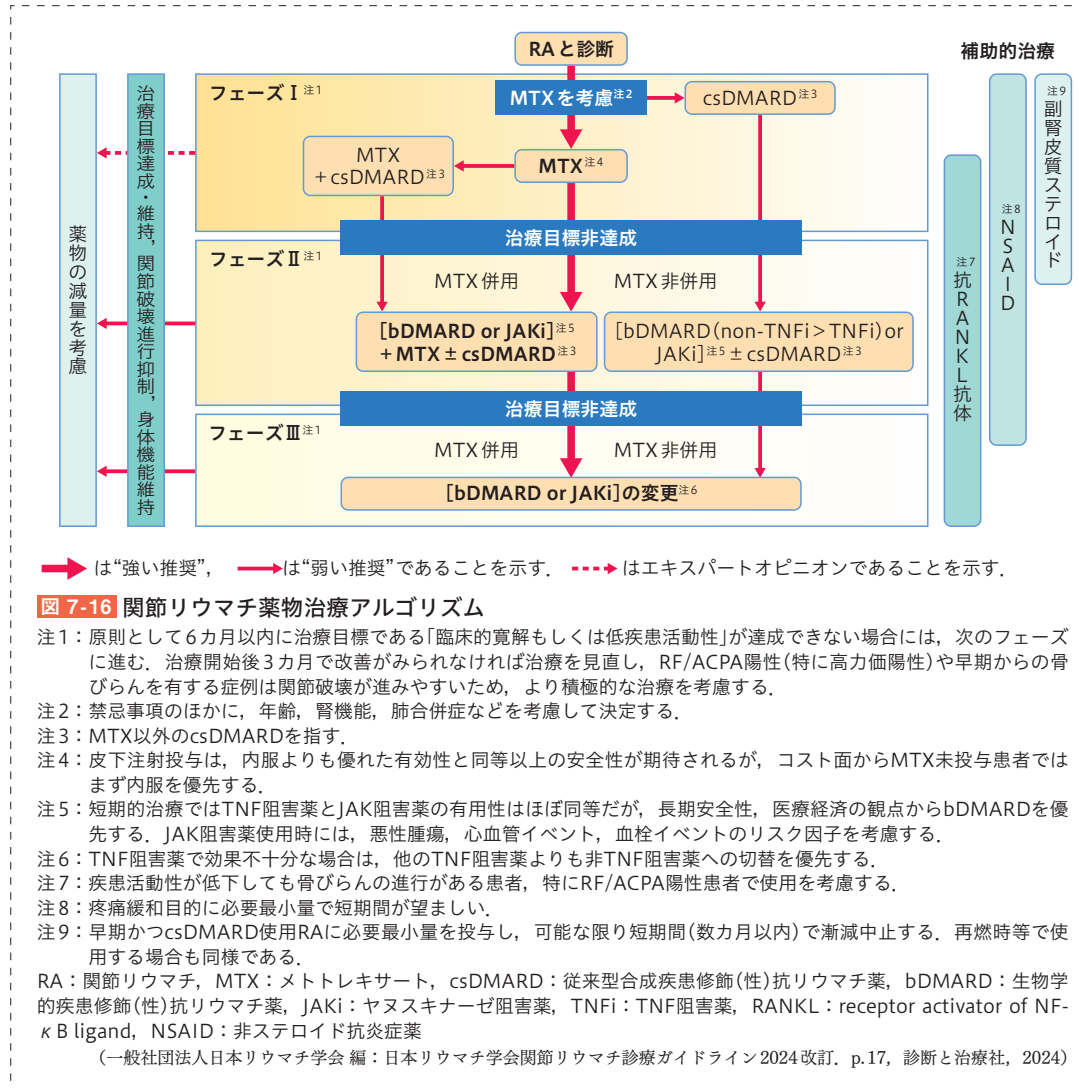 RAと診断
補助的治療
フェーズⅠ注1
MTXを考慮注2
csDMARD注3
MTX
+csDMARD注3
MTX注4
治療目標非達成
フェーズⅡ注1
MTX併用
MTX非併用
[bDMARD or JAKi]注5
+MTX±csDMARD注3
[bDMARD(non-TNFi>TNFi)or
JAKi]注5±csDMARD注3
治療目標非達成
フェーズⅢ注1
MTX併用
MTX非併用
[bDMARD or JAKi]の変更注6
薬物の減量を考慮
治療目標達成・維持,関節破壊進行抑制,身体機能維持
注7抗RANKL抗体
注8NSAID
注9副腎皮質ステロイド
は“強い推奨”, は“弱い推奨”であることを示す. はエキスパートオピニオンであることを示す.
図 7-16 関節リウマチ薬物治療アルゴリズム
注1:原則として6カ月以内に治療目標である「臨床的寛解もしくは低疾患活動性」が達成できない場合には,次のフェーズ
に進む.治療開始後3カ月で改善がみられなければ治療を見直し,RF/ACPA陽性(特に高力価陽性)や早期からの骨
びらんを有する症例は関節破壊が進みやすいため,より積極的な治療を考慮する.
注2:禁忌事項のほかに,年齢,腎機能,肺合併症などを考慮して決定する.
注3:MTX以外のcsDMARDを指す.
注4:皮下注射投与は,内服よりも優れた有効性と同等以上の安全性が期待されるが,コスト面からMTX未投与患者では
まず内服を優先する.
注5:短期的治療ではTNF阻害薬とJAK阻害薬の有用性はほぼ同等だが,長期安全性,医療経済の観点からbDMARDを優
先する.JAK阻害薬使用時には,悪性腫瘍,心血管イベント,血栓イベントのリスク因子を考慮する.
注6:TNF阻害薬で効果不十分な場合は,他のTNF阻害薬よりも非TNF阻害薬への切替を優先する.
注7:疾患活動性が低下しても骨びらんの進行がある患者,特にRF/ACPA陽性患者で使用を考慮する.
注8:疼痛緩和目的に必要最小量で短期間が望ましい.
注9:早期かつcsDMARD使用RAに必要最小量を投与し,可能な限り短期間(数カ月以内)で漸減中止する.再燃時等で使
用する場合も同様である.
RA:関節リウマチ,MTX:メトトレキサート,csDMARD:従来型合成疾患修飾(性)抗リウマチ薬,bDMARD:生物学
的疾患修飾(性)抗リウマチ薬,JAKi:ヤヌスキナーゼ阻害薬,TNFi:TNF阻害薬,RANKL:receptor activator of NF-
κB ligand,NSAID:非ステロイド抗炎症薬
(一般社団法人日本リウマチ学会 編:日本リウマチ学会関節リウマチ診療ガイドライン2024改訂.p.17,診断と治療社,2024)